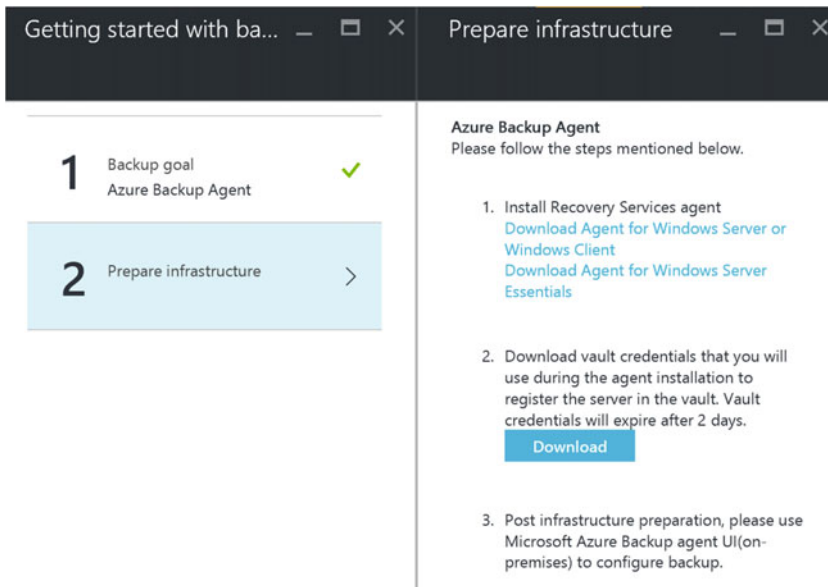 Getting started with ba...
1
Backup goal
Azure Backup Agent
2
Prepare infrastructure
Prepare infrastructure
Azure Backup Agent
Please follow the steps mentioned below.
1. Install Recovery Services agent
Download Agent for Windows Server or
Windows Client
Download Agent for Windows Server
Essentials
2. Download vault credentials that you will
use during the agent installation to
register the server in the vault. Vault
credentials will expire after 2 days.
Download
3. Post infrastructure preparation, please use
Microsoft Azure Backup agent UI(on-
premises) to configure backup.